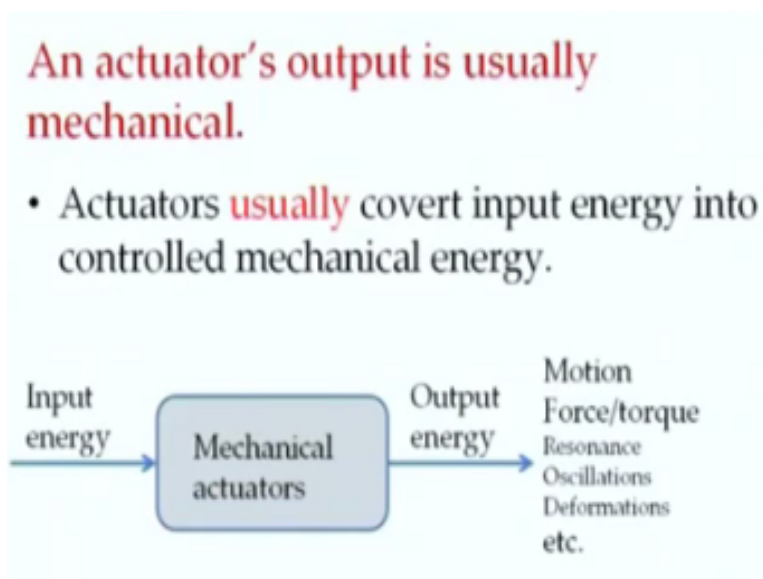 An actuator's output is usually
mechanical.
• Actuators usually covert input energy into
controlled mechanical energy.
Input
energy
Mechanical
actuators
Output
energy
Motion
Force/torque
Resonance
Oscillations
Deformations
etc.